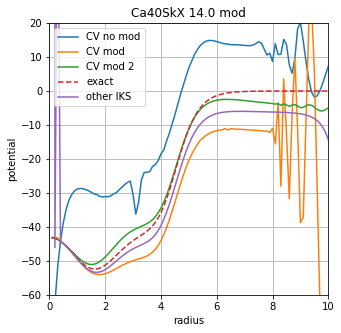 Ca40SkX 14.0 mod
20
10
0
−10
−20
−30
−40
−50
−60
potential
CV no mod
CV mod
CV mod 2
exact
other IKS
0 2 4 6 8 10
radius